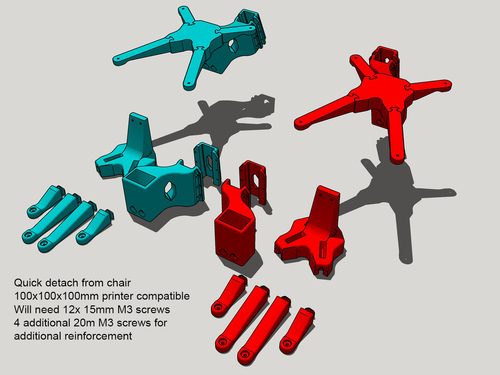 Quick detach from chair
100x100x100mm printer compatible
Will need 12x 15mm M3 screws
4 additional 20m M3 screws for
additional reinforcement